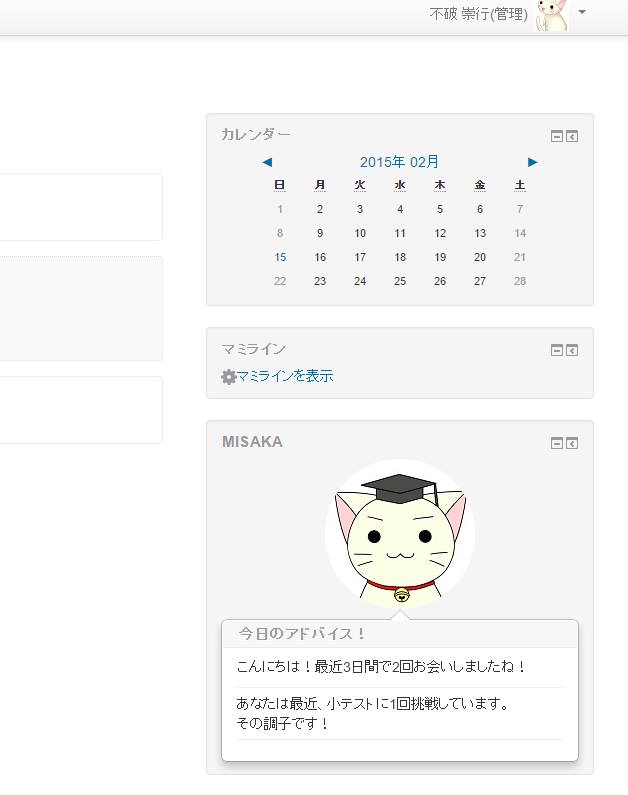 不破 崇行(管理)
カレンダー
◀ 2015年 02月 ▶
日 月 火 水 木 金 土
1 2 3 4 5 6 7
8 9 10 11 12 13 14
15 16 17 18 19 20 21
22 23 24 25 26 27 28
マミライン
マミラインを表示
MISAKA
今日のアドバイス！
こんにちは！最近3日間で2回お会いしましたね！
あなたは最近、小テストに1回挑戦しています。
その調子です！